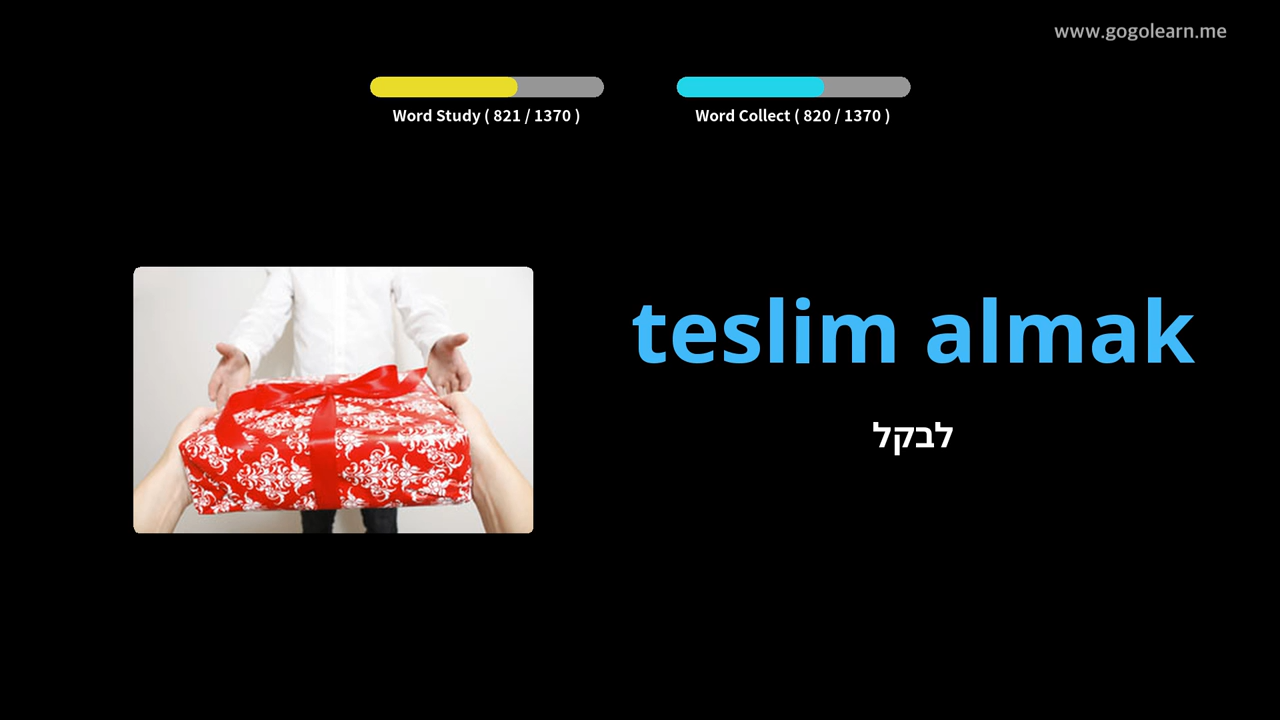 www.gogolearn.me
Word Study ( 821 / 1370 )
Word Collect ( 820 / 1370 )
teslim almak
לבקל